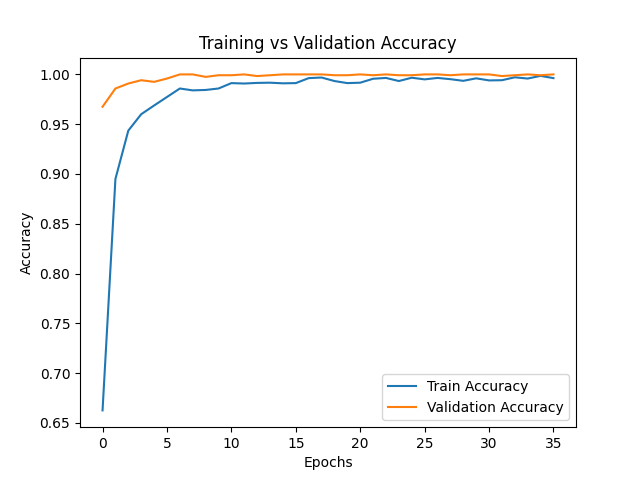 Training vs Validation Accuracy
1.00
0.95
0.90
0.85
0.80
0.75
0.70
0.65
Accuracy
Train Accuracy
Validation Accuracy
0 5 10 15 20 25 30 35
Epochs